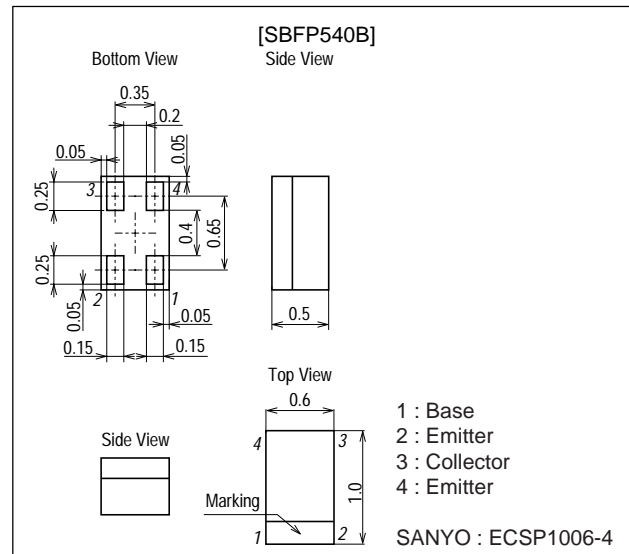 [SBFP540B]
Bottom View
Side View
0.35
0.2
0.05
0.05
3
4
0.25
0.4
0.65
0.25
2
1
0.05
0.05
0.15
0.15
0.5
Top View
0.6
Side View
4
3
1.0
Marking
1
2
1 : Base
2 : Emitter
3 : Collector
4 : Emitter
SANYO : ECSP1006-4